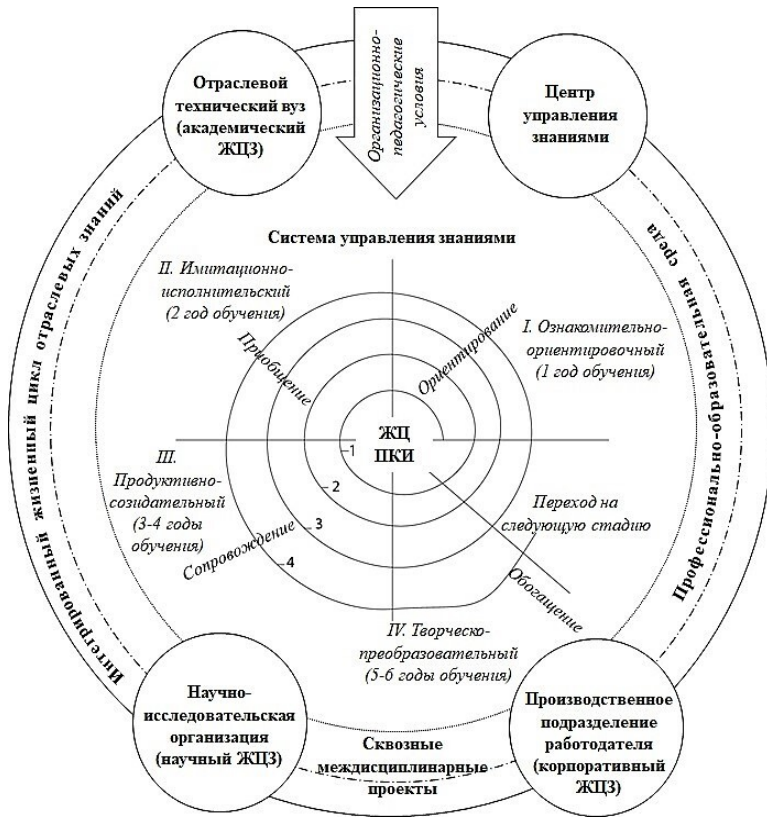 Отраслевой
технический вуз
(академический
ЖЦЗ)
Организационно-
педагогические
условия
Центр
управления
знаниями
Интегрированный жизненный цикл отраслевых знаний
Профессионально-образовательная среда
Система управления знаниями
II. Имитационно-
исполнительский
(2 год обучения)
Приобщение
Ориентирование
I. Ознакомительно-
ориентировочный
(1 год обучения)
ЖЦ
ПКИ
1
2
3
4
III.
Продуктивно-
созидательный
(3-4 годы
обучения)
Сопровождение
Переход на
следующую стадию
Обогащение
IV. Творческо-
преобразовательный
(5-6 годы обучения)
Научно-
исследовательская
организация
(научный ЖЦЗ)
Сквозные
междисциплинарные
проекты
Производственное
подразделение
работодателя
(корпоративный
ЖЦЗ)